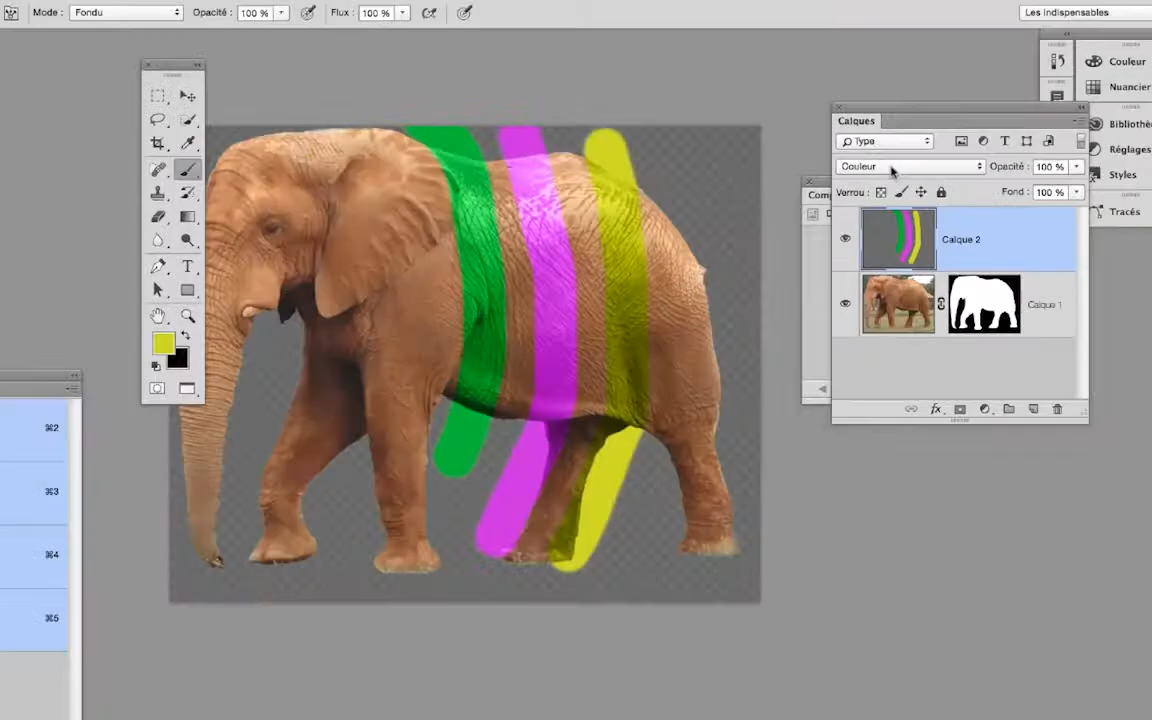 Mode : Fondu Opacité : 100 % Flux : 100 % Les indispensables
Couleur
Nuancier
Calques
Type
Couleur Opacité : 100 %
Réglages
Styles
Verrou : Fond : 100 %
Tracés
Calque 2
Calque 1
T
⌘2
⌘3
⌘4
⌘5
fx